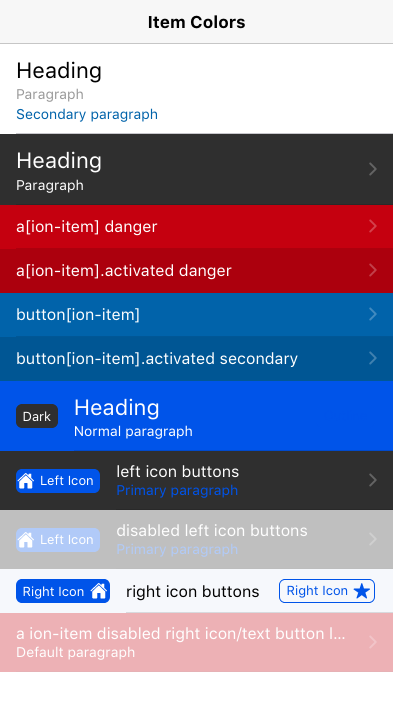 Item Colors
Heading
Paragraph
Secondary paragraph
Heading
Paragraph
a[ion-item] danger
a[ion-item].activated danger
button[ion-item]
button[ion-item].activated secondary
Dark
Heading
Normal paragraph
Left Icon
left icon buttons
Primary paragraph
Left Icon
disabled left icon buttons
Primary paragraph
Right Icon right icon buttons Right Icon
a ion-item disabled right icon/text button l...
Default paragraph